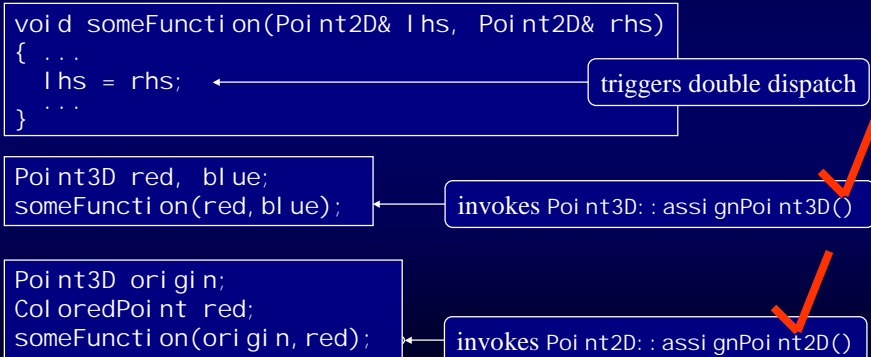 void someFunction(Point2D& lhs, Point2D& rhs)
{ ...
lhs = rhs;
triggers double dispatch
...
}
Point3D red, blue;
someFunction(red,blue);
invokes Point3D::assignPoint3D()
Point3D origin;
ColoredPoint red;
someFunction(origin,red);
invokes Point2D::assignPoint2D()